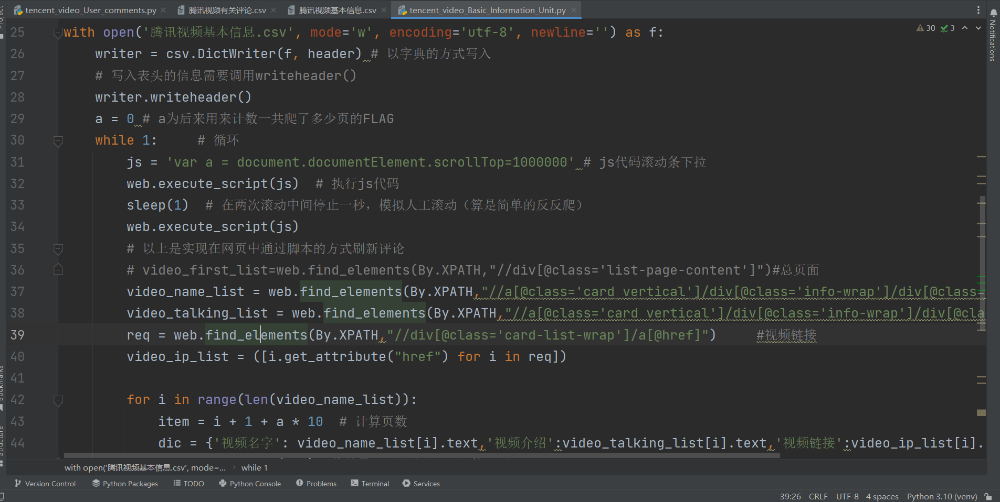 Project
tencent_video_User_comments.py
腾讯视频有关评论.csv
腾讯视频基本信息.csv
tencent_video_Basic_Information_Unit.py
Notifications
30
3
25 with open('腾讯视频基本信息.csv', mode='w', encoding='utf-8', newline='') as f:
26 writer = csv.DictWriter(f, header) # 以字典的方式写入
27 # 写入表头的信息需要调用writeheader()
28 writer.writeheader()
29 a = 0 # a为后来用来计数一共爬了多少页的FLAG
30 while 1: # 循环
31 js = 'var a = document.documentElement.scrollTop=1000000' # js代码滚动条下拉
32 web.execute_script(js) # 执行js代码
33 sleep(1) # 在两次滚动中间停止一秒，模拟人工滚动（算是简单的反反爬）
34 web.execute_script(js)
35 # 以上是实现在网页中通过脚本的方式刷新评论
36 # video_first_list=web.find_elements(By.XPATH,"//div[@class='list-page-content']")#总页面
37 video_name_list = web.find_elements(By.XPATH,"//a[@class='card vertical']/div[@class='info-wrap']/div[@class=
38 video_talking_list = web.find_elements(By.XPATH,"//a[@class='card vertical']/div[@class='info-wrap']/div[@cla
39 req = web.find_elements(By.XPATH,"//div[@class='card-list-wrap']/a[@href]") #视频链接
40 video_ip_list = ([i.get_attribute("href") for i in req])
41
42 for i in range(len(video_name_list)):
43 item = i + 1 + a * 10 # 计算页数
44 dic = {'视频名字': video_name_list[i].text,'视频介绍':video_talking_list[i].text,'视频链接':video_ip_list[i].
Bookmarks
Structure
with open('腾讯视频基本信息.csv', mode=... › while 1
Version Control
Python Packages
TODO
Python Console
Problems
Terminal
Services
39:26 CRLF UTF-8 4 spaces Python 3.10 (venv)